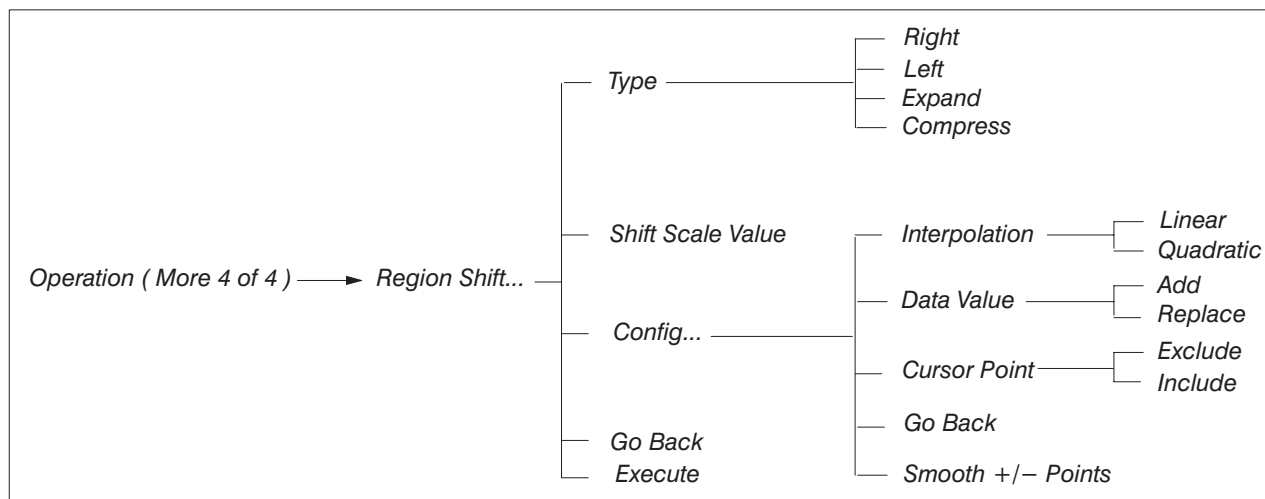 Operation ( More 4 of 4 )
Region Shift...
Type
Right
Left
Expand
Compress
Shift Scale Value
Config...
Interpolation
Linear
Quadratic
Data Value
Add
Replace
Cursor Point
Exclude
Include
Go Back
Smooth +/− Points
Go Back
Execute